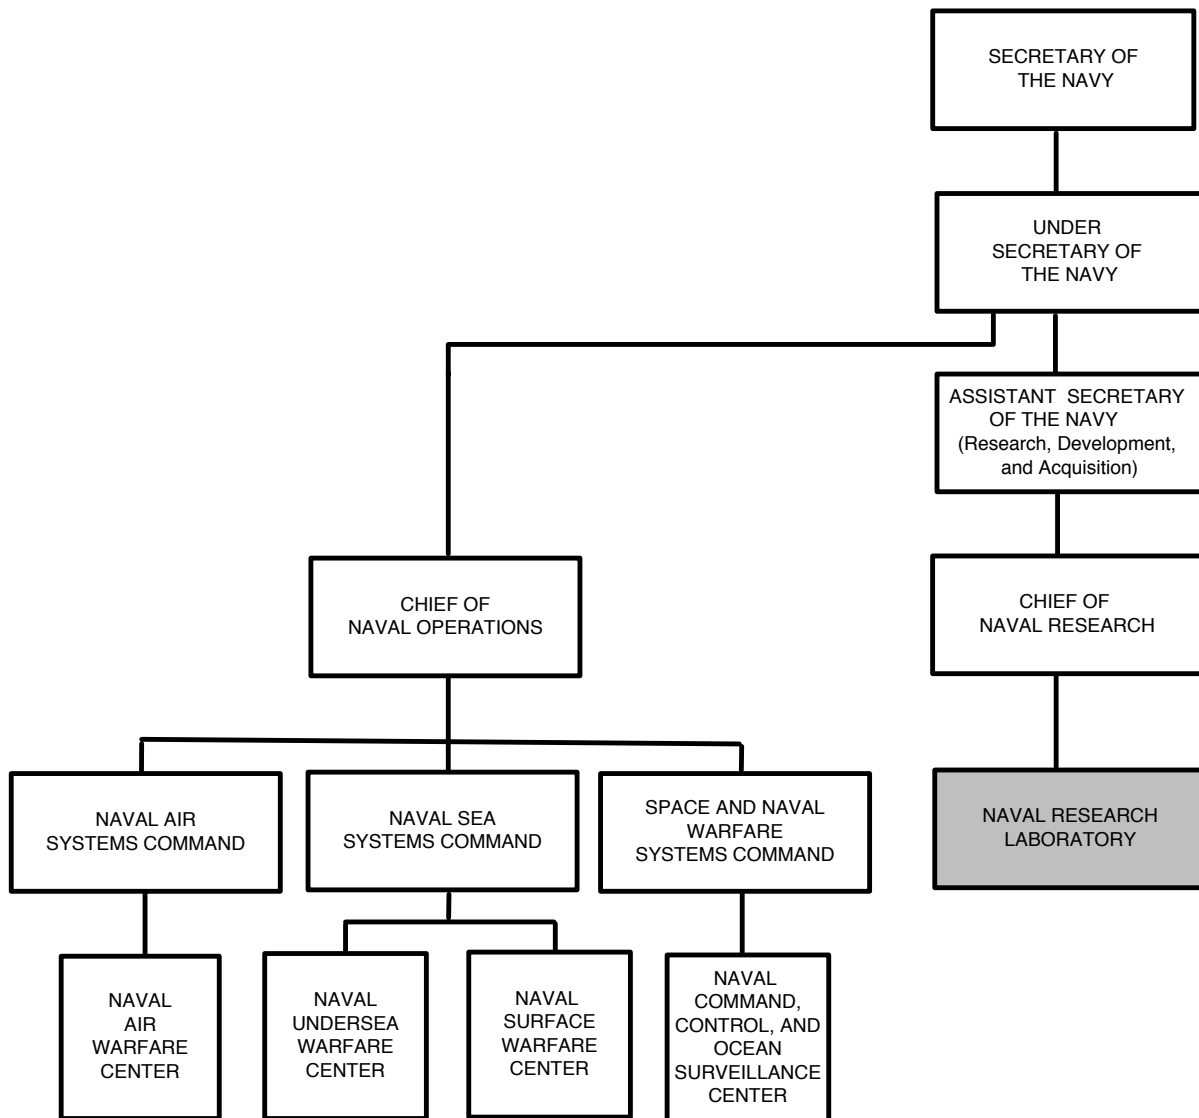 SECRETARY OF
THE NAVY
UNDER
SECRETARY OF
THE NAVY
ASSISTANT SECRETARY
OF THE NAVY
(Research, Development,
and Acquisition)
CHIEF OF
NAVAL OPERATIONS
CHIEF OF
NAVAL RESEARCH
NAVAL AIR
SYSTEMS COMMAND
NAVAL SEA
SYSTEMS COMMAND
SPACE AND NAVAL
WARFARE
SYSTEMS COMMAND
NAVAL RESEARCH
LABORATORY
NAVAL
AIR
WARFARE
CENTER
NAVAL
UNDERSEA
WARFARE
CENTER
NAVAL
SURFACE
WARFARE
CENTER
NAVAL
COMMAND,
CONTROL, AND
OCEAN
SURVEILLANCE
CENTER